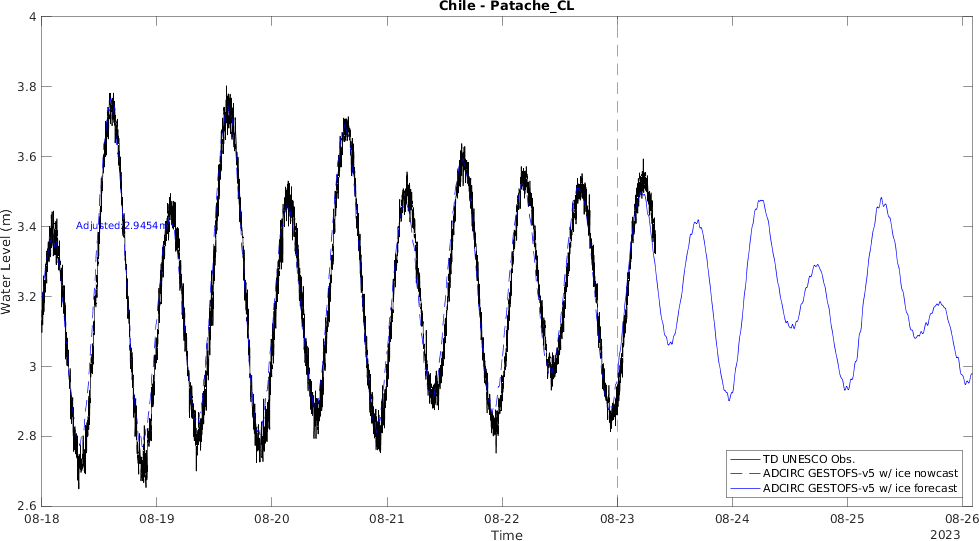 Chile - Patache_CL
4
3.8
3.6
3.4
3.2
3
2.8
2.6
Water Level (m)
Adjusted:2.9454m
TD UNESCO Obs.
ADCIRC GESTOFS-v5 w/ ice nowcast
ADCIRC GESTOFS-v5 w/ ice forecast
08-18 08-19 08-20 08-21 08-22 08-23 08-24 08-25 08-26
Time
2023